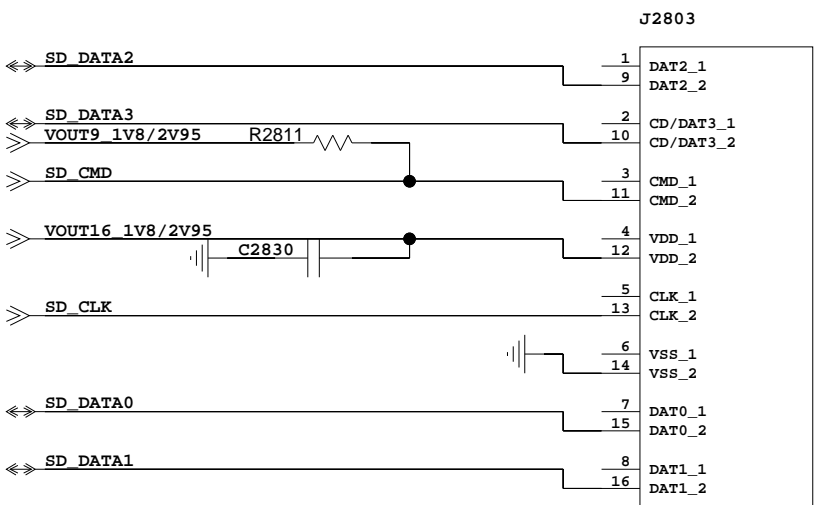 J2803
SD_DATA2
1 DAT2_1
9 DAT2_2
SD_DATA3
2 CD/DAT3_1
VOUT9_1V8/2V95 R2811
10 CD/DAT3_2
SD_CMD
3 CMD_1
11 CMD_2
VOUT16_1V8/2V95
4 VDD_1
C2830
12 VDD_2
5 CLK_1
SD_CLK
13 CLK_2
6 VSS_1
14 VSS_2
SD_DATA0
7 DAT0_1
15 DAT0_2
SD_DATA1
8 DAT1_1
16 DAT1_2